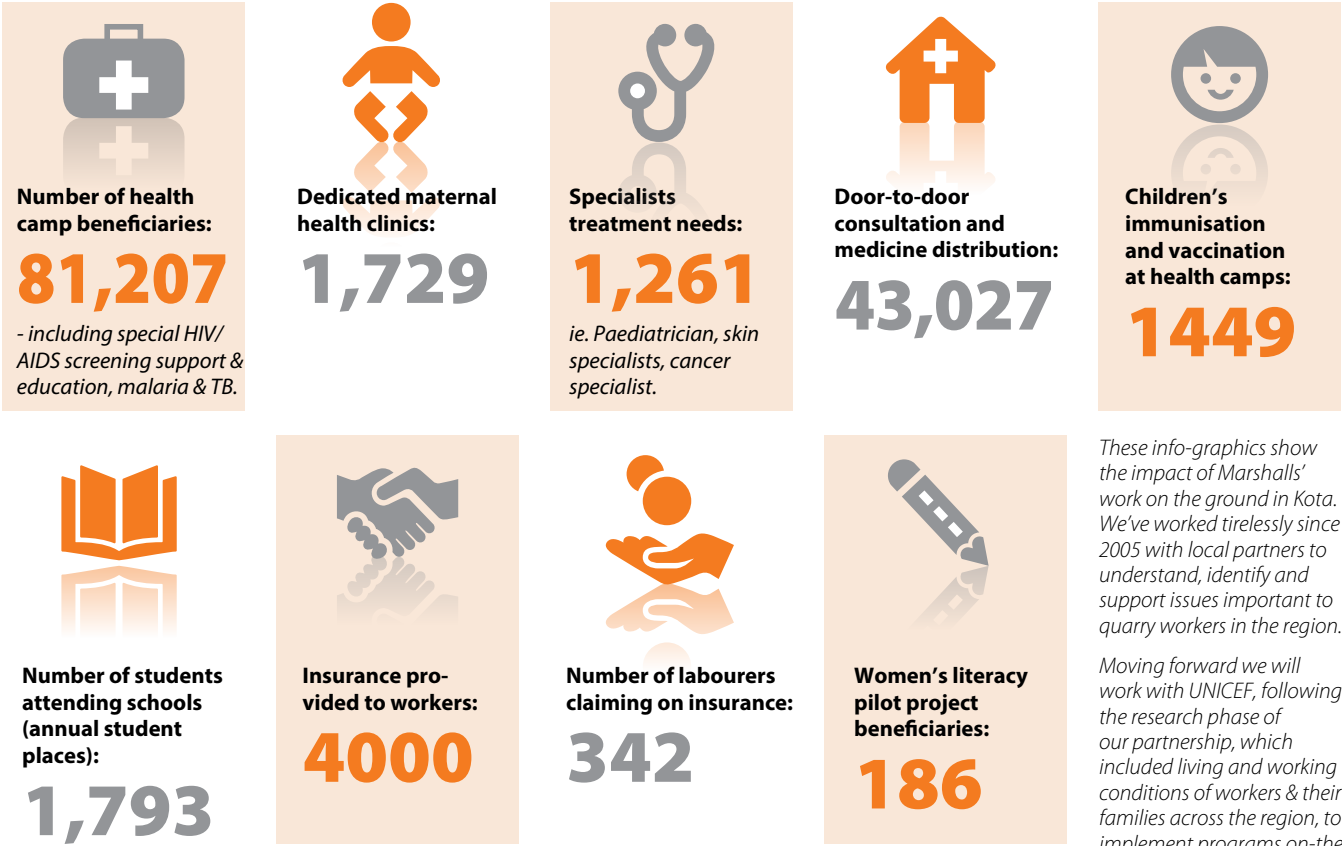 Number of health
camp beneficiaries:
81,207
- including special HIV/
AIDS screening support &
education, malaria & TB.
Dedicated maternal
health clinics:
1,729
Specialists
treatment needs:
1,261
ie. Paediatrician, skin
specialists, cancer
specialist.
Door-to-door
consultation and
medicine distribution:
43,027
Children's
immunisation
and vaccination
at health camps:
1449
Number of students
attending schools
(annual student
places):
1,793
Insurance pro-
vided to workers:
4000
Number of labourers
claiming on insurance:
342
Women's literacy
pilot project
beneficiaries:
186
These info-graphics show
the impact of Marshalls'
work on the ground in Kota.
We've worked tirelessly since
2005 with local partners to
understand, identify and
support issues important to
quarry workers in the region.
Moving forward we will
work with UNICEF, following
the research phase of
our partnership, which
included living and working
conditions of workers & their
families across the region, to
implement programs on-the